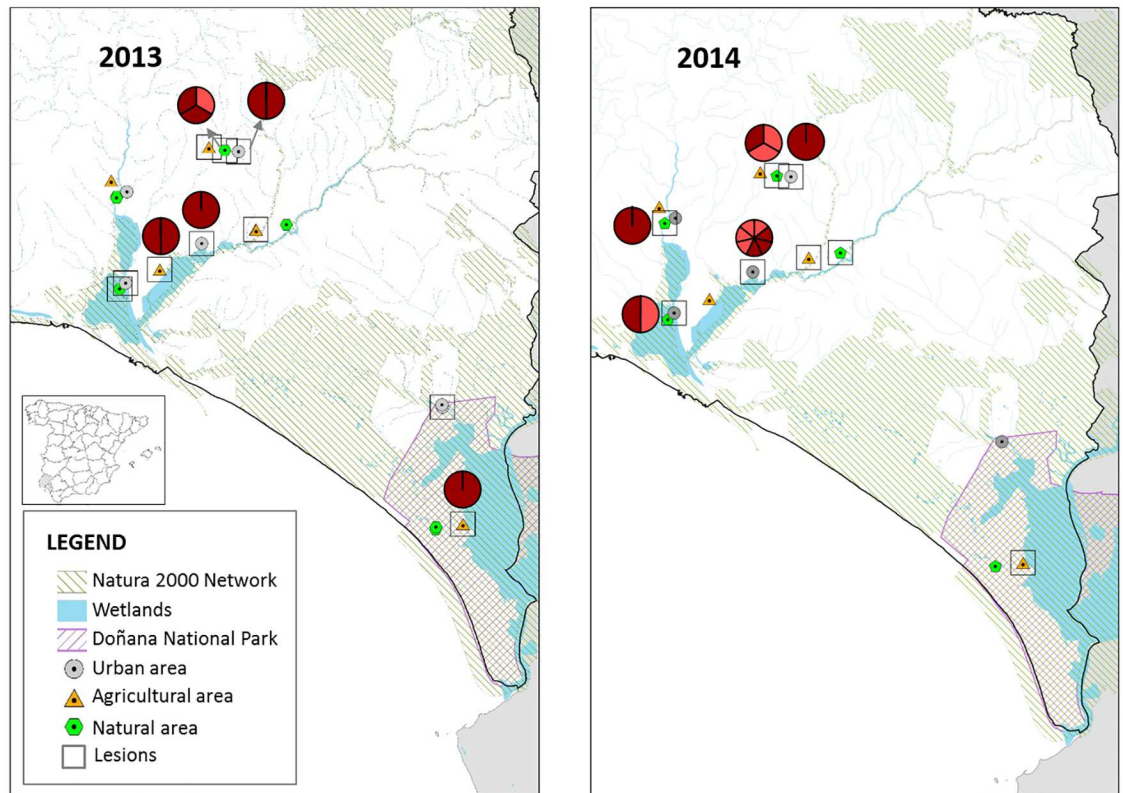 2013
2014
LEGEND
Natura 2000 Network
Wetlands
Doñana National Park
Urban area
Agricultural area
Natural area
Lesions